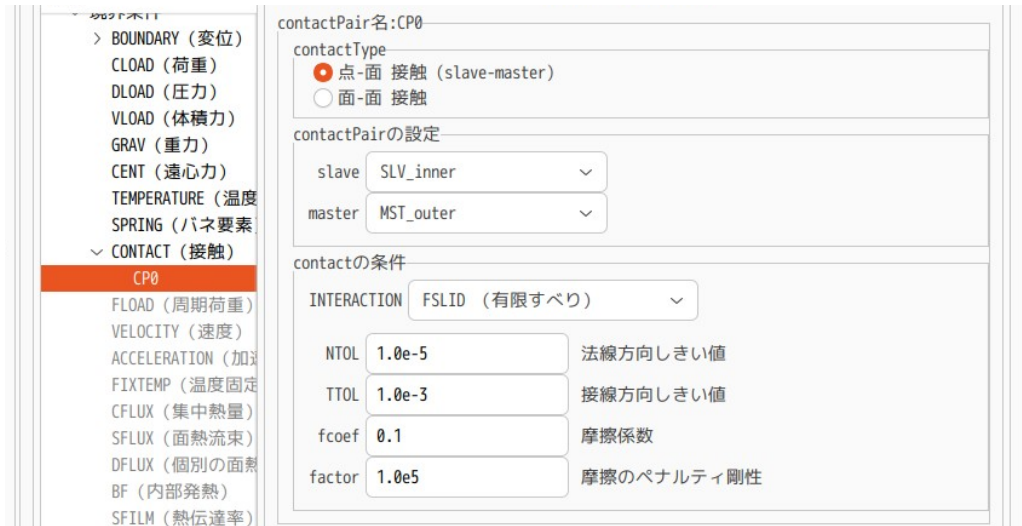 境界条件
BOUNDARY (変位)
CLOAD (荷重)
DLOAD (圧力)
VLOAD (体積力)
GRAV (重力)
CENT (遠心力)
TEMPERATURE (温度
SPRING (バネ要素
CONTACT (接触)
CP0
FLOAD (周期荷重)
VELOCITY (速度)
ACCELERATION (加速
FIXTEMP (温度固定
CFLUX (集中熱量)
SFLUX (面熱流束)
DFLUX (個別の面熱
BF (内部発熱)
SFILM (熱伝達率)
contactPair名:CP0
contactType
点-面 接触 (slave-master)
面-面 接触
contactPairの設定
slave SLV_inner
master MST_outer
contactの条件
INTERACTION FSLID (有限すべり)
NTOL 1.0e-5 法線方向しきい値
TTOL 1.0e-3 接線方向しきい値
fcoef 0.1 摩擦係数
factor 1.0e5 摩擦のペナルティ剛性